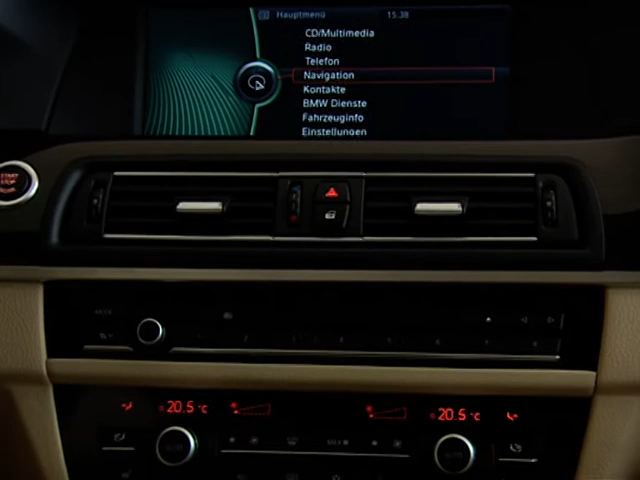 Hauptmenü 15:38
CD/Multimedia
Radio
Telefon
Navigation
Kontakte
BMW Dienste
Fahrzeuginfo
Einstellungen
START
STOP
20.5 °C 20.5 °C